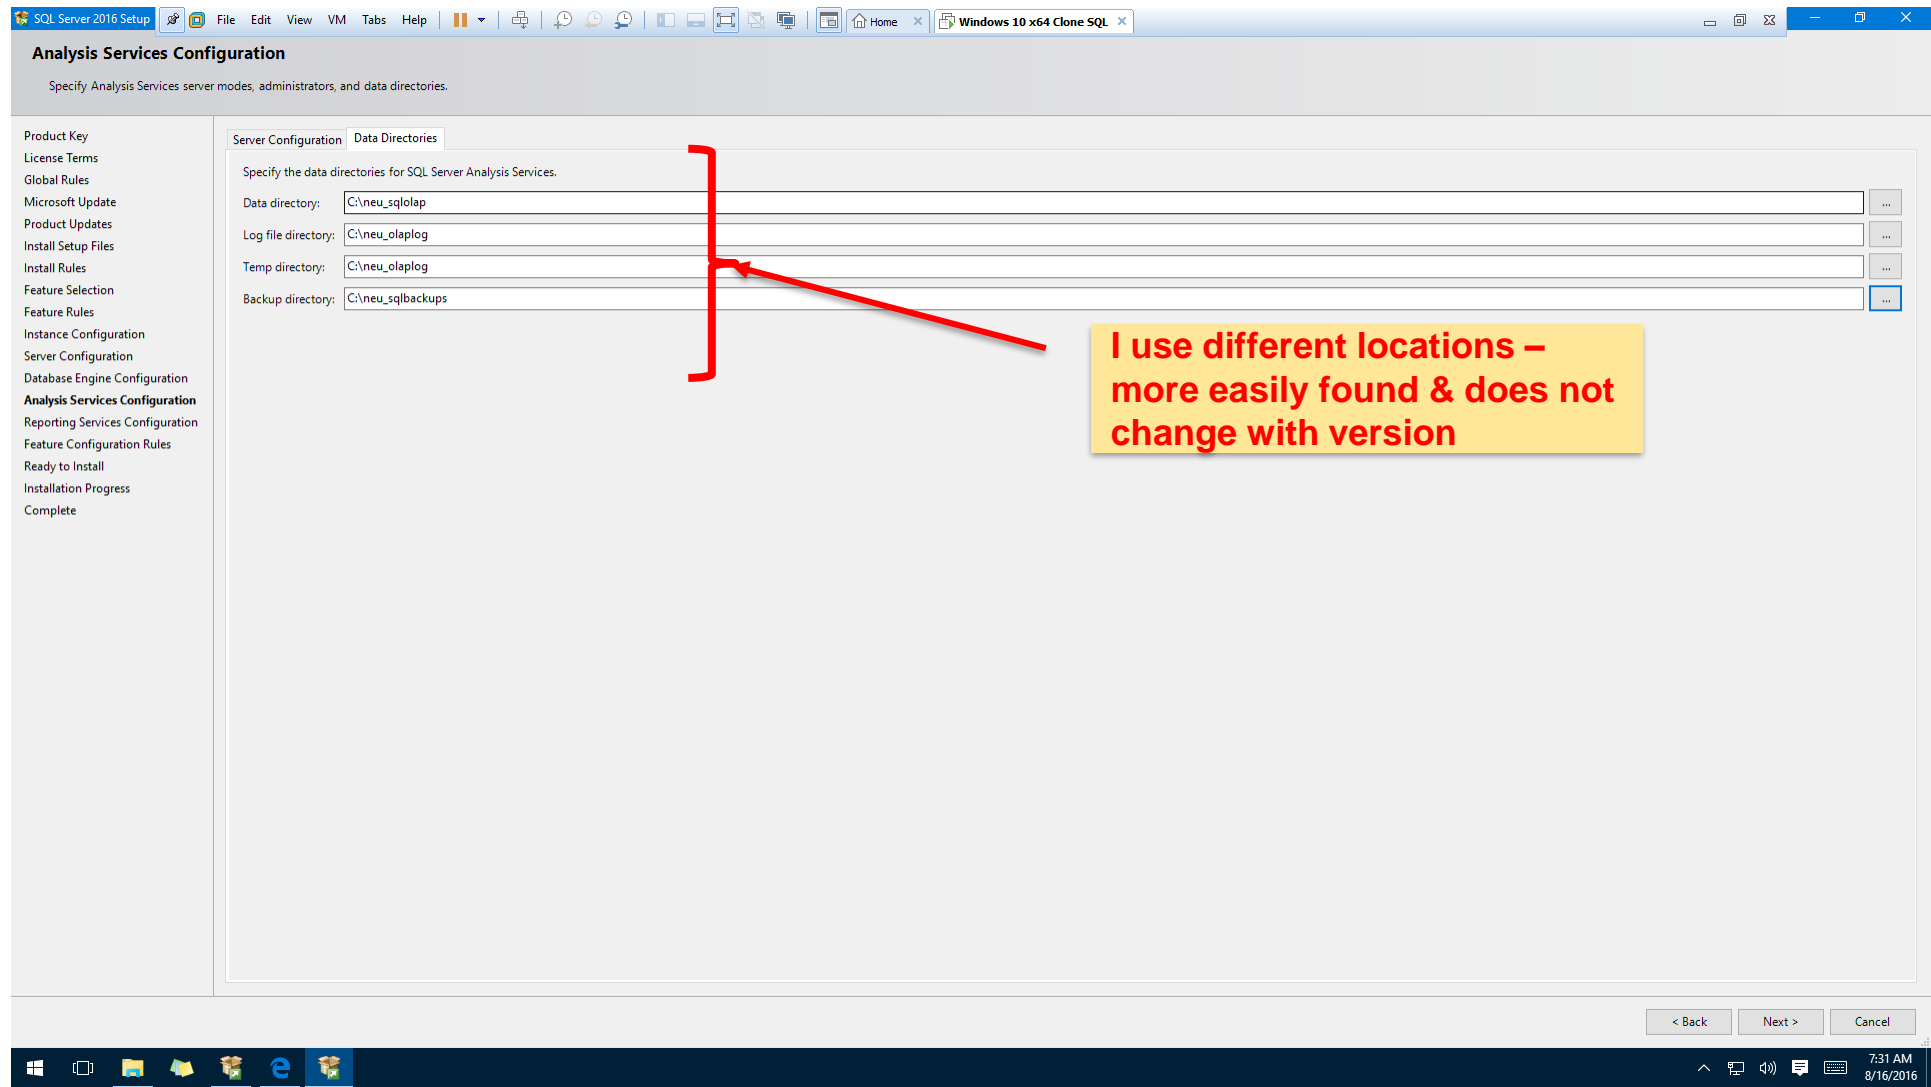 SQL Server 2016 Setup
File Edit View VM Tabs Help
Home
Windows 10 x64 Clone SQL
Analysis Services Configuration
Specify Analysis Services server modes, administrators, and data directories.
Product Key
License Terms
Global Rules
Microsoft Update
Product Updates
Install Setup Files
Install Rules
Feature Selection
Feature Rules
Instance Configuration
Server Configuration
Database Engine Configuration
Analysis Services Configuration
Reporting Services Configuration
Feature Configuration Rules
Ready to Install
Installation Progress
Complete
Server Configuration Data Directories
Specify the data directories for SQL Server Analysis Services.
Data directory: C:\neu_sqlolap ...
Log file directory: C:\neu_olaplog ...
Temp directory: C:\neu_olaplog ...
Backup directory: C:\neu_sqlbackups ...
I use different locations –
more easily found & does not
change with version
< Back Next > Cancel
7:31 AM
8/16/2016